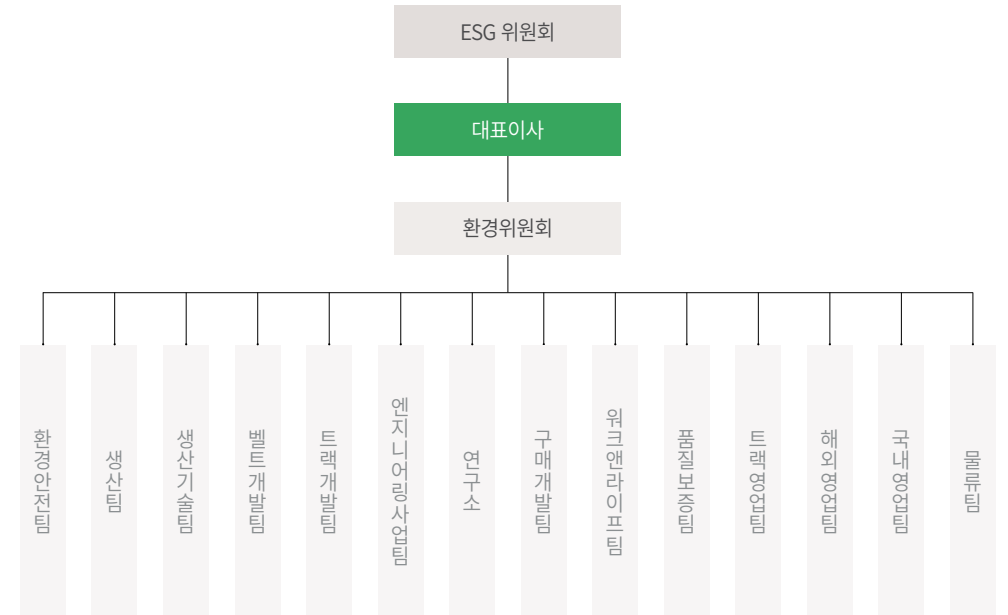 ESG 위원회
대표이사
환경위원회
환경안전팀
생산팀
생산기술팀
벨트개발팀
트랙개발팀
엔지니어링사업팀
연구소
구매개발팀
워크앤라이프팀
품질보증팀
트랙영업팀
해외영업팀
국내영업팀
물류팀